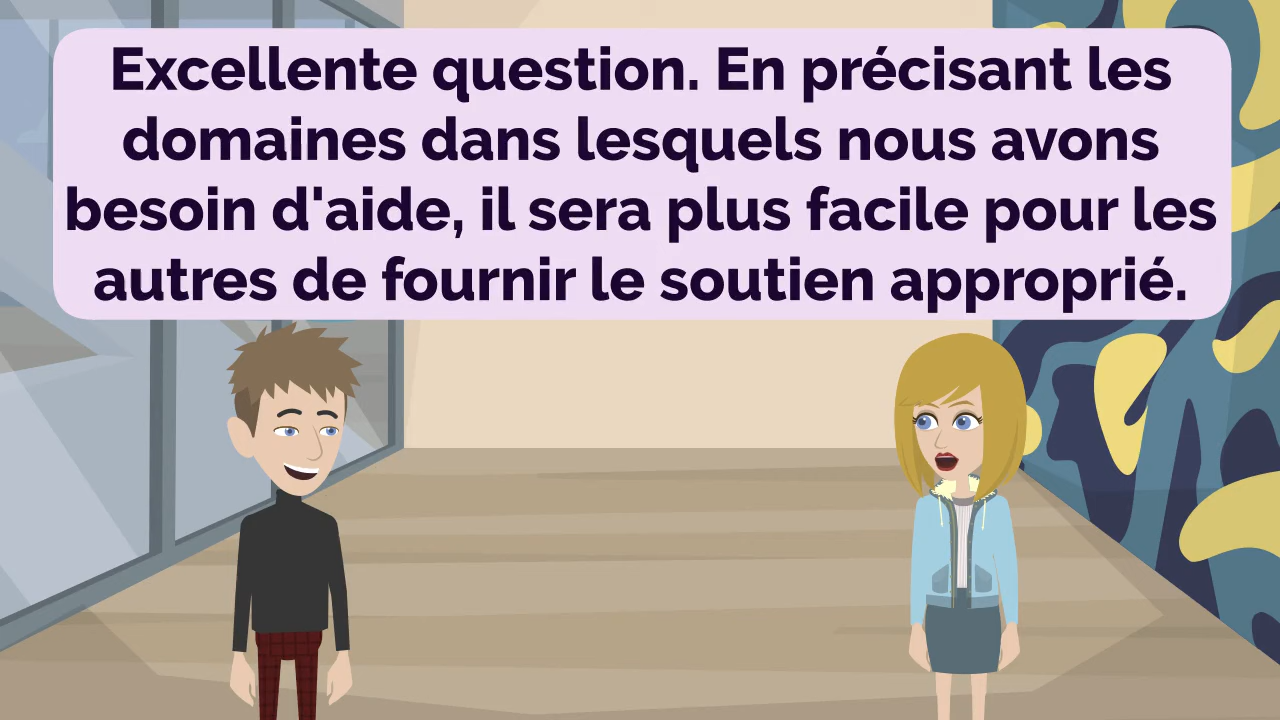 Excellente question. En précisant les
domaines dans lesquels nous avons
besoin d'aide, il sera plus facile pour les
autres de fournir le soutien approprié.